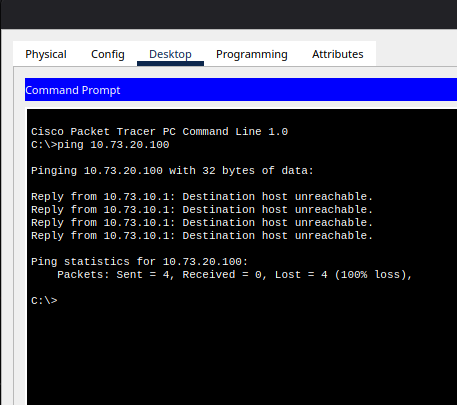 Physical Config Desktop Programming Attributes
Command Prompt
Cisco Packet Tracer PC Command Line 1.0
C:\>ping 10.73.20.100
Pinging 10.73.20.100 with 32 bytes of data:
Reply from 10.73.10.1: Destination host unreachable.
Reply from 10.73.10.1: Destination host unreachable.
Reply from 10.73.10.1: Destination host unreachable.
Reply from 10.73.10.1: Destination host unreachable.
Ping statistics for 10.73.20.100:
Packets: Sent = 4, Received = 0, Lost = 4 (100% loss),
C:\>